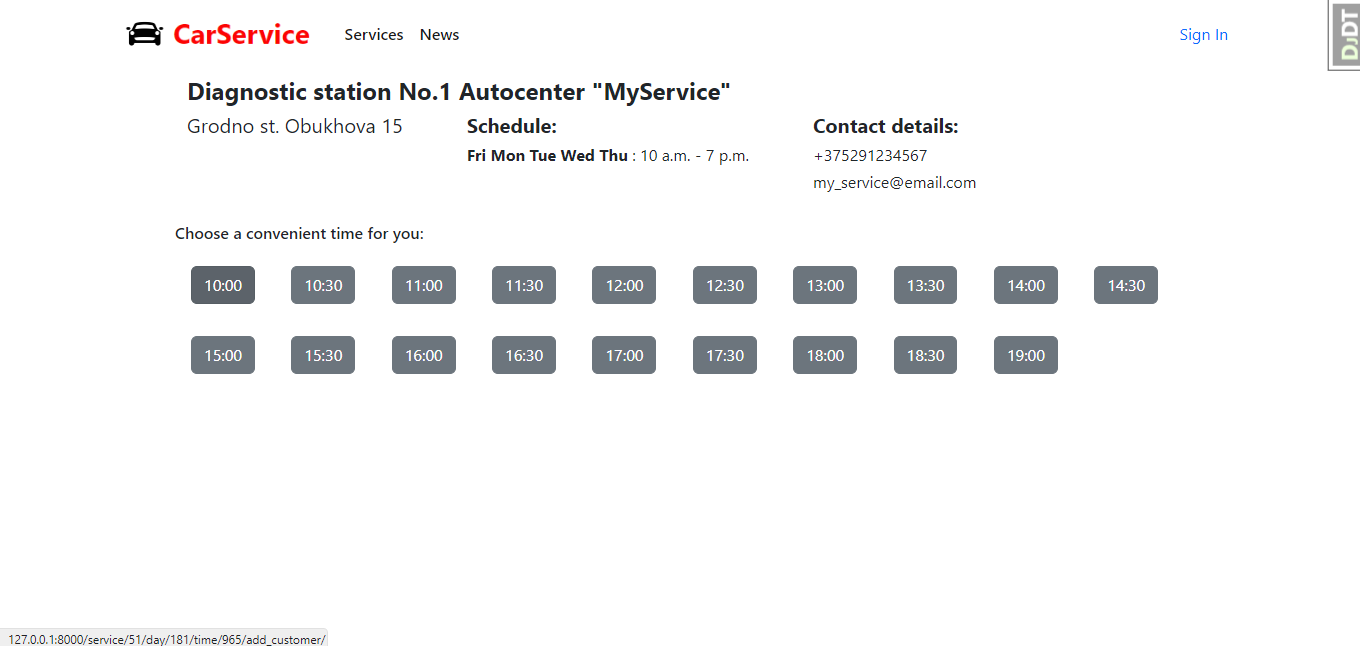 CarService Services News Sign In
DjDT
Diagnostic station No.1 Autocenter "MyService"
Grodno st. Obukhova 15 Schedule: Contact details:
Fri Mon Tue Wed Thu : 10 a.m. - 7 p.m. +375291234567
my_service@email.com
Choose a convenient time for you:
10:00 10:30 11:00 11:30 12:00 12:30 13:00 13:30 14:00 14:30
15:00 15:30 16:00 16:30 17:00 17:30 18:00 18:30 19:00
127.0.0.1:8000/service/51/day/181/time/965/add_customer/